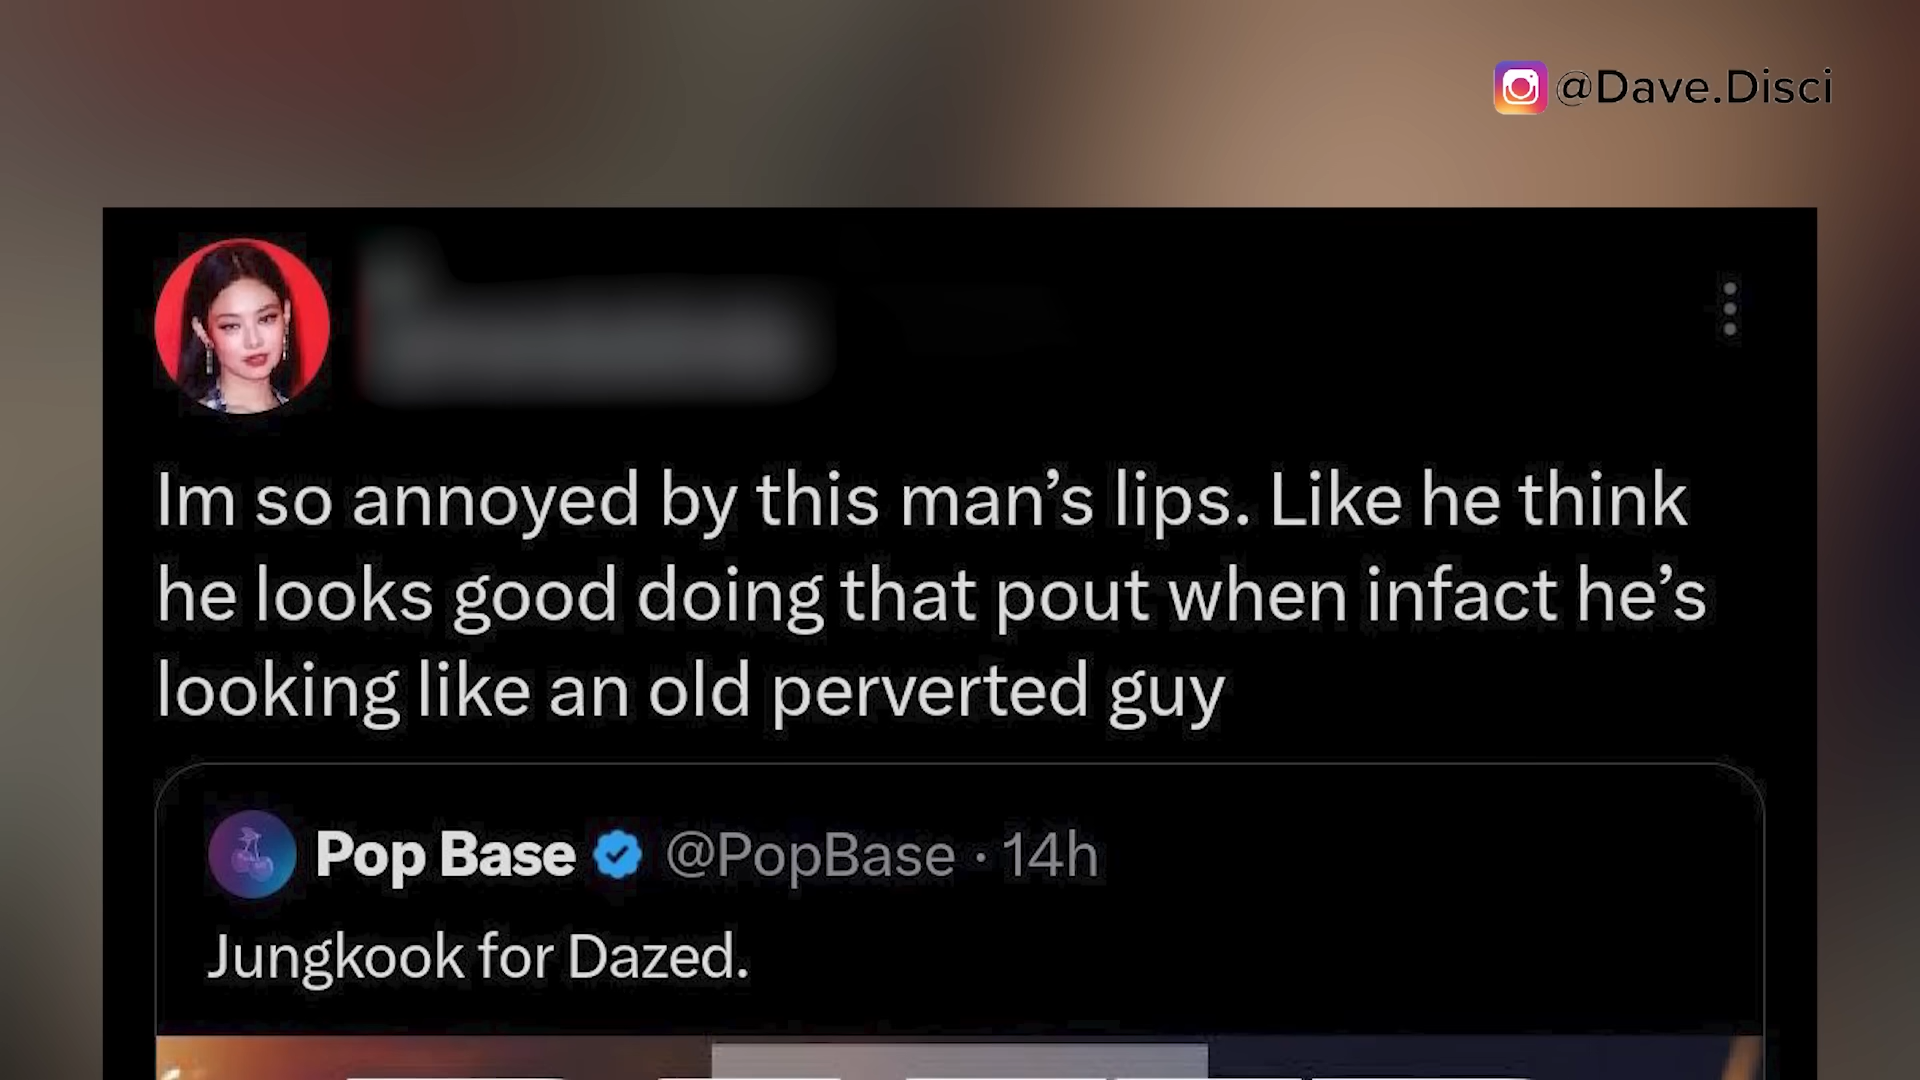 @Dave.Disci
Im so annoyed by this man’s lips. Like he think
he looks good doing that pout when infact he’s
looking like an old perverted guy
Pop Base @PopBase · 14h
Jungkook for Dazed.